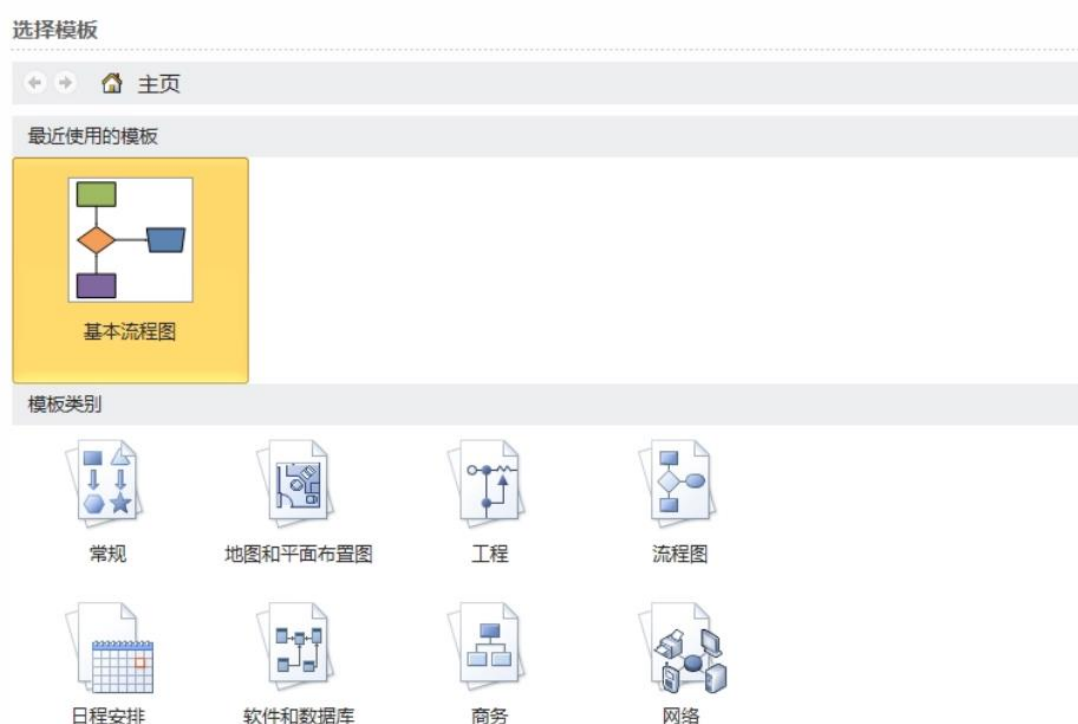 选择模板
主页
最近使用的模板
基本流程图
模板类别
常规 地图和平面布置图 工程 流程图
日程安排 软件和数据库 商务 网络